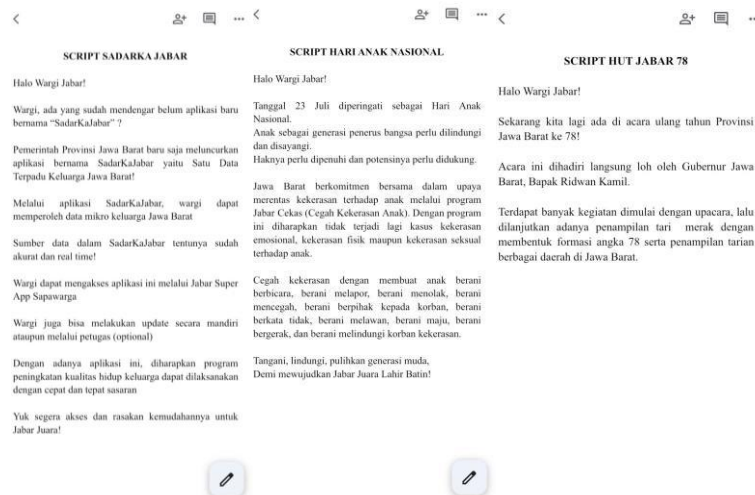 SCRIPT SADARKA JABAR
Halo Wargi Jabar!
Wargi, ada yang sudah mendengar belum aplikasi baru
bernama “SadarKaJabar” ?
Pemerintah Provinsi Jawa Barat baru saja meluncurkan
aplikasi bernama SadarKaJabar yaitu Satu Data
Terpadu Keluarga Jawa Barat!
Melalui aplikasi SadarKaJabar, wargi dapat
memperoleh data mikro keluarga Jawa Barat
Sumber data dalam SadarKaJabar tentunya sudah
akurat dan real time!
Wargi dapat mengakses aplikasi ini melalui Jabar Super
App Sapawarga
Wargi juga bisa melakukan update secara mandiri
ataupun melalui petugas (optional)
Dengan adanya aplikasi ini, diharapkan program
peningkatan kualitas hidup keluarga dapat dilaksanakan
dengan cepat dan tepat sasaran
Yuk segera akses dan rasakan kemudahannya untuk
Jabar Juara!
SCRIPT HARI ANAK NASIONAL
Halo Wargi Jabar!
Tanggal 23 Juli diperingati sebagai Hari Anak
Nasional.
Anak sebagai generasi penerus bangsa perlu dilindungi
dan disayangi.
Haknya perlu dipenuhi dan potensinya perlu didukung.
Jawa Barat berkomitmen bersama dalam upaya
merentas kekerasan terhadap anak melalui program
Jabar Cekas (Cegah Kekerasan Anak). Dengan program
ini diharapkan tidak terjadi lagi kasus kekerasan
emosional, kekerasan fisik maupun kekerasan seksual
terhadap anak.
Cegah kekerasan dengan membuat anak berani
berbicara, berani melapor, berani menolak, berani
mencegah, berani berpihak kepada korban, berani
berkata tidak, berani melawan, berani maju, berani
bergerak, dan berani melindungi korban kekerasan.
Tangani, lindungi, pulihkan generasi muda,
Demi mewujudkan Jabar Juara Lahir Batin!
SCRIPT HUT JABAR 78
Halo Wargi Jabar!
Sekarang kita lagi ada di acara ulang tahun Provinsi
Jawa Barat ke 78!
Acara ini dihadiri langsung loh oleh Gubernur Jawa
Barat, Bapak Ridwan Kamil.
Terdapat banyak kegiatan dimulai dengan upacara, lalu
dilanjutkan adanya penampilan tari merak dengan
membentuk formasi angka 78 serta penampilan tarian
berbagai daerah di Jawa Barat.